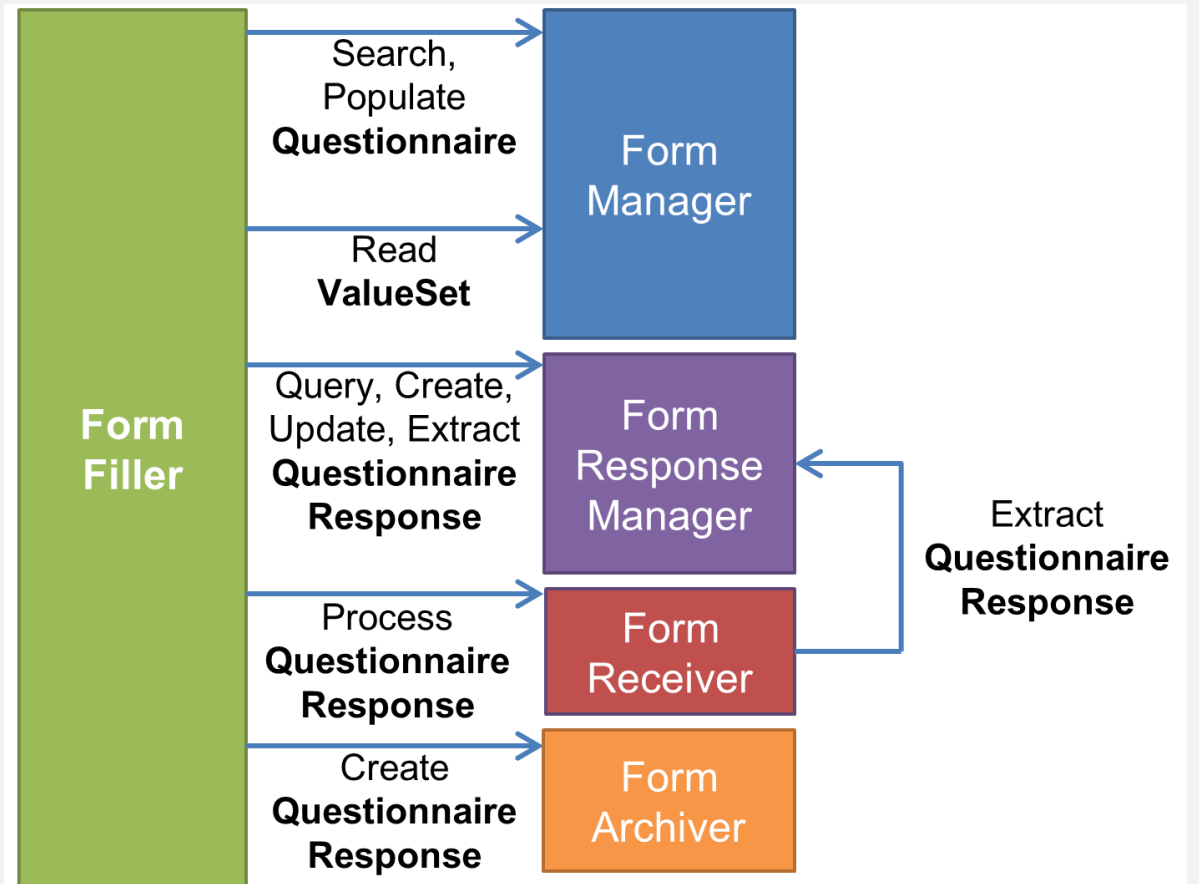 Form
Filler
Search,
Populate
Questionnaire
Read
ValueSet
Query, Create,
Update, Extract
Questionnaire
Response
Process
Questionnaire
Response
Create
Questionnaire
Response
Form
Manager
Form
Response
Manager
Form
Receiver
Form
Archiver
Extract
Questionnaire
Response